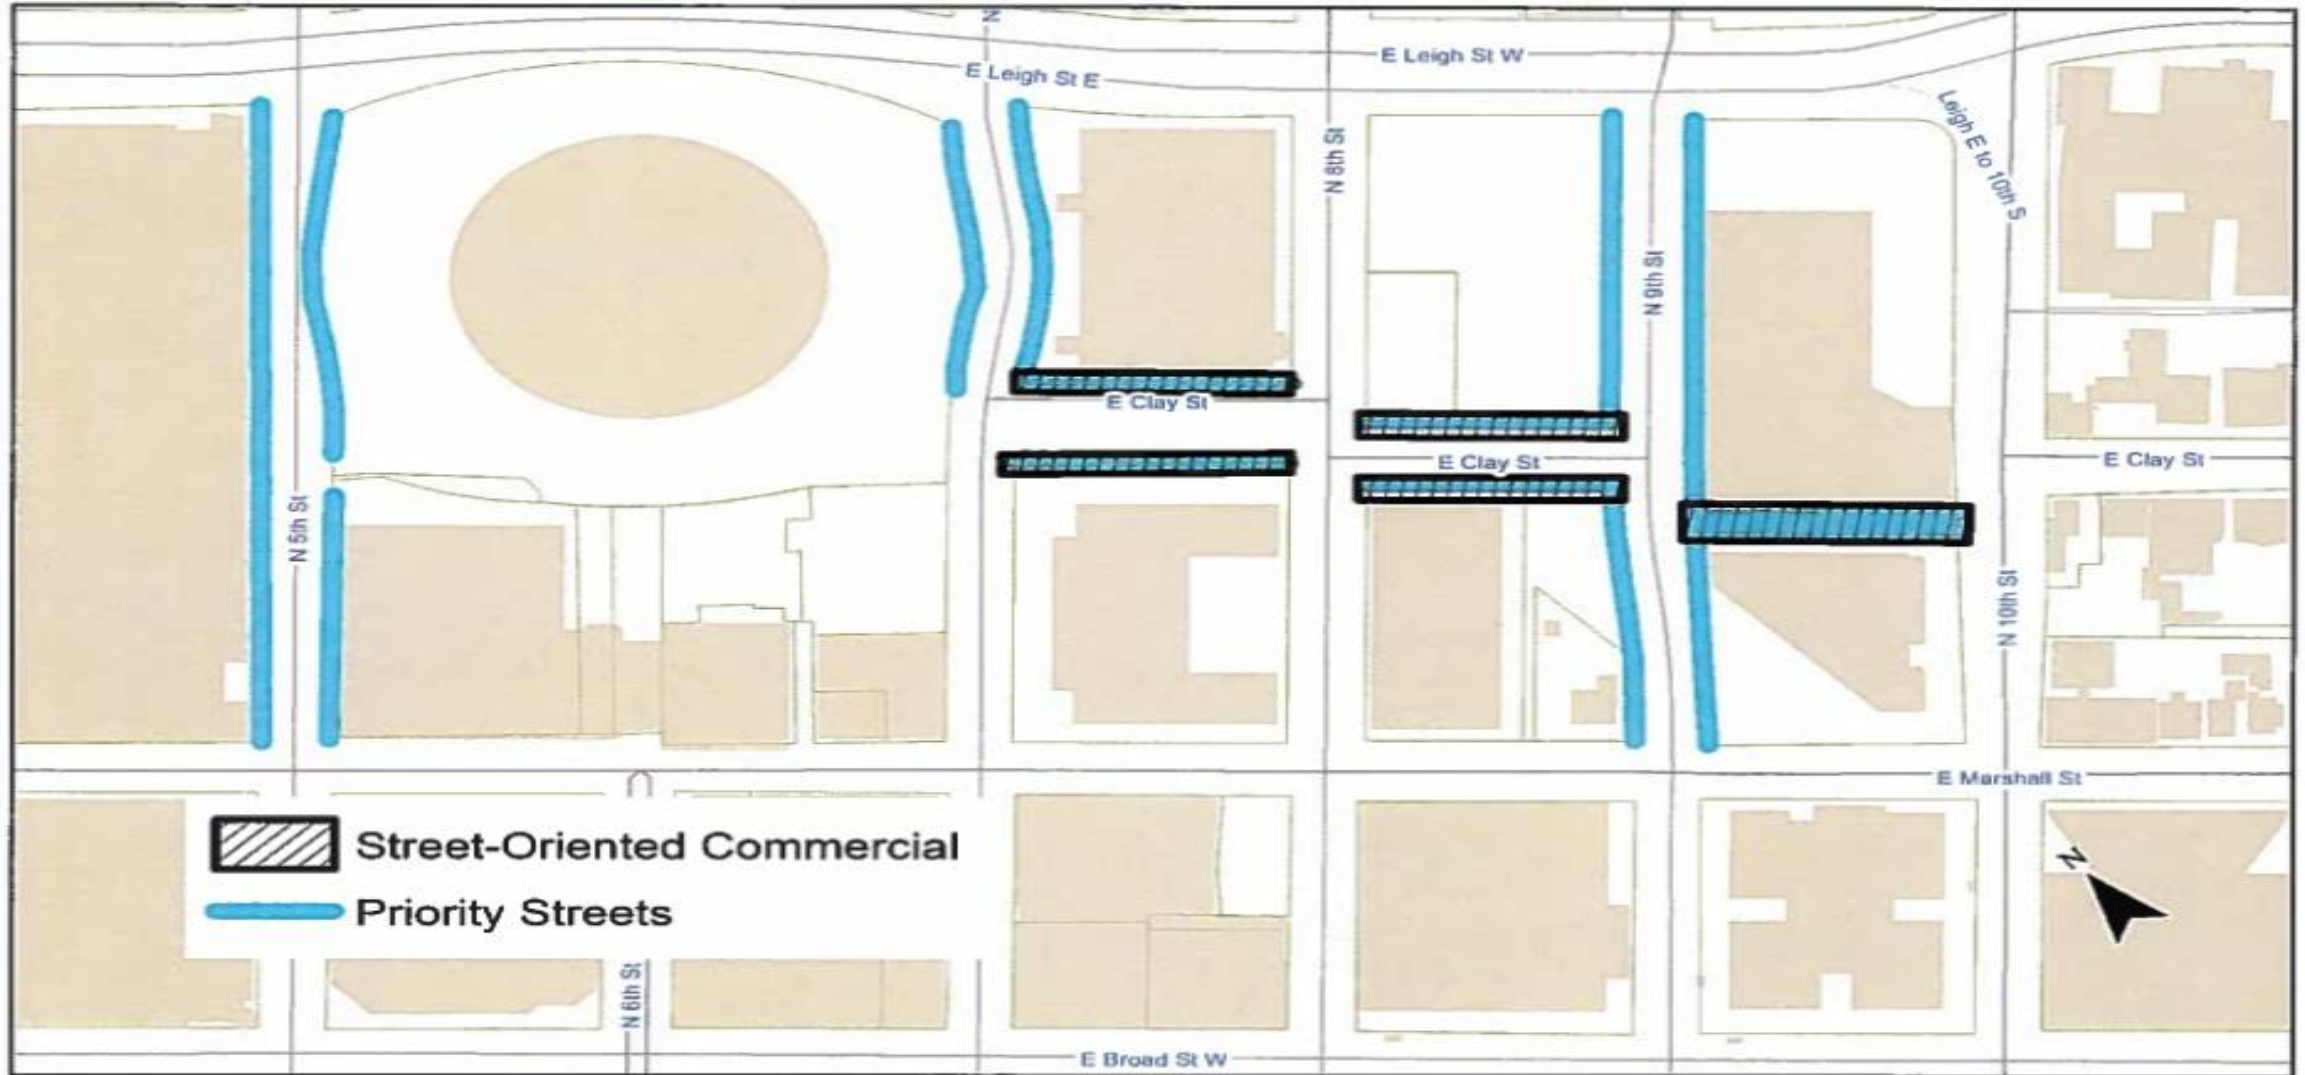 N
E Leigh St W
E Leigh St E
Leigh E to 10th S
N 8th St
N 9th St
E Clay St
E Clay St
E Clay St
N 5th St
N 10th St
E Marshall St
Street-Oriented Commercial
Priority Streets
N
N 6th St
E Broad St W